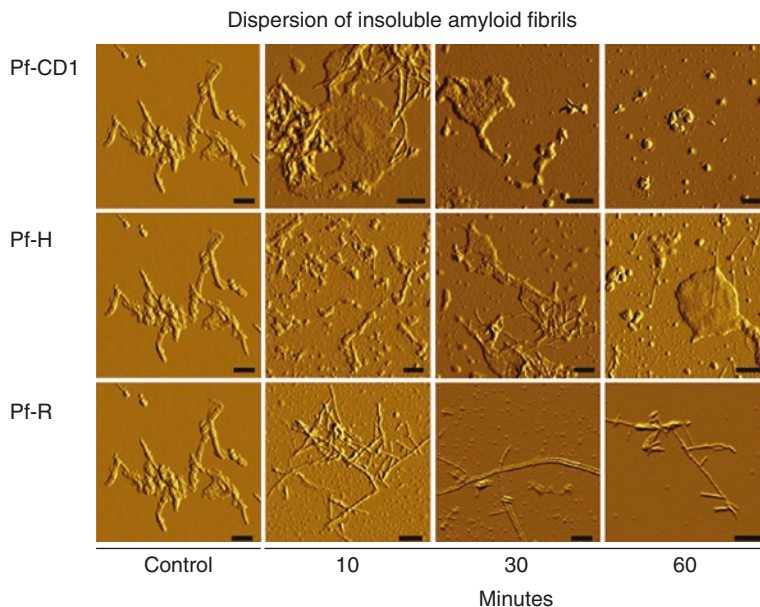 Dispersion of insoluble amyloid fibrils
Pf-CD1
Pf-H
Pf-R
Control
10
30
60
Minutes